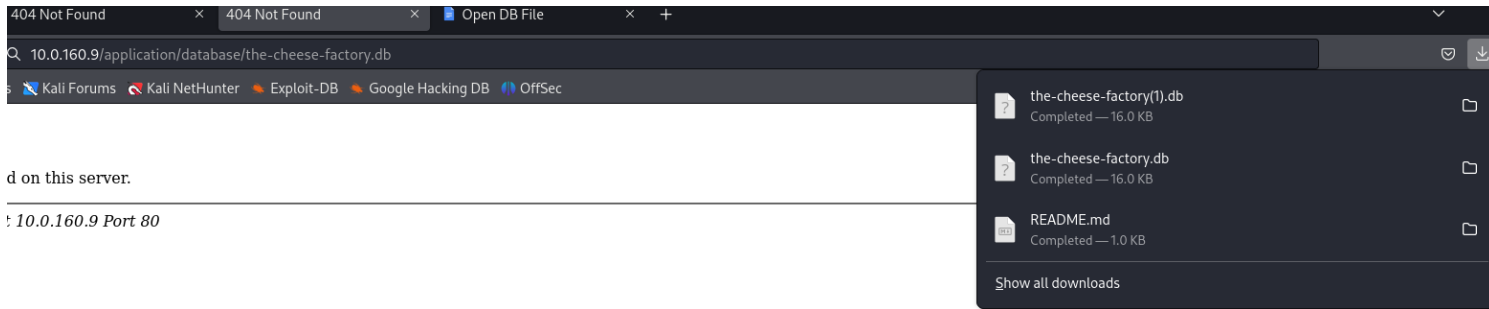 404 Not Found × 404 Not Found × Open DB File × +
10.0.160.9/application/database/the-cheese-factory.db
s Kali Forums Kali NetHunter Exploit-DB Google Hacking DB OffSec
the-cheese-factory(1).db
Completed — 16.0 KB
the-cheese-factory.db
Completed — 16.0 KB
README.md
Completed — 1.0 KB
Show all downloads
d on this server.
t 10.0.160.9 Port 80